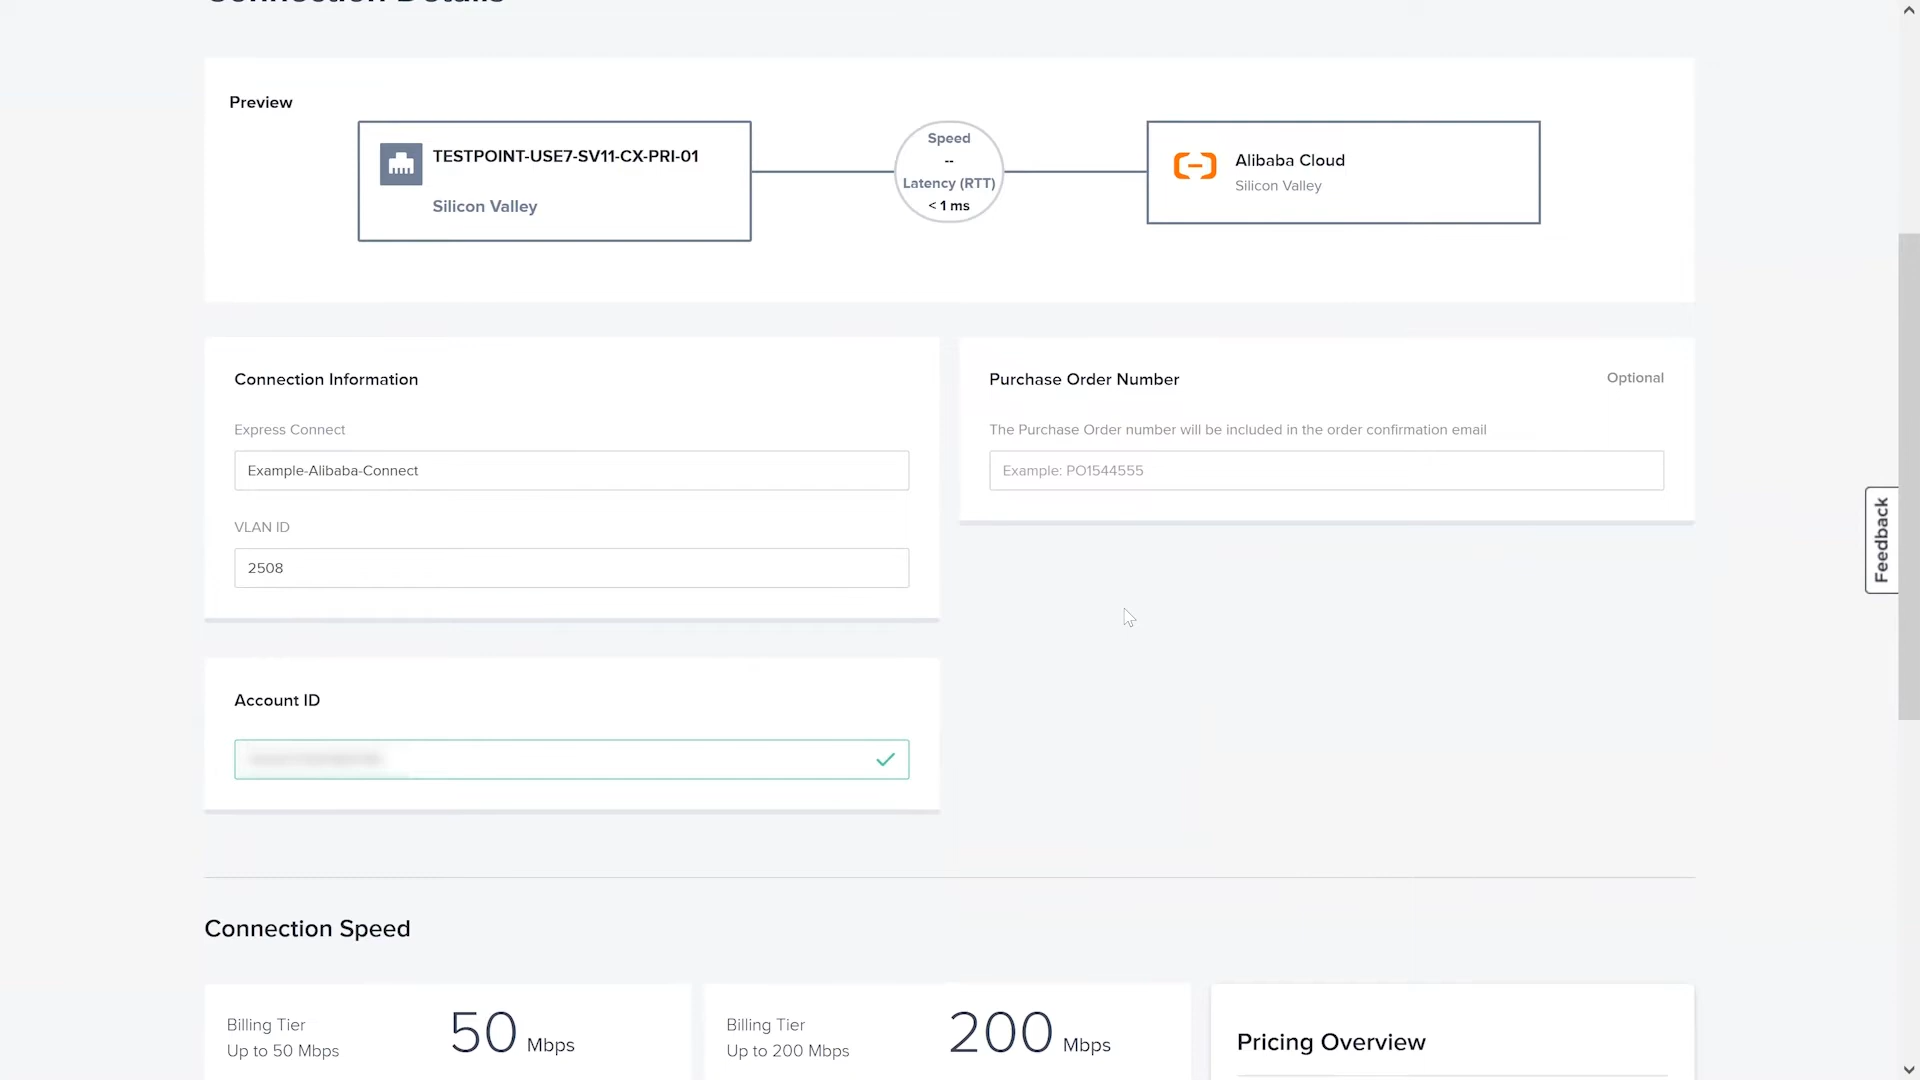 Connection Details
Preview
TESTPOINT-USE7-SV11-CX-PRI-01
Silicon Valley
Speed
--
Latency (RTT)
< 1 ms
Alibaba Cloud
Silicon Valley
Connection Information
Express Connect
Example-Alibaba-Connect
VLAN ID
2508
Purchase Order Number
Optional
The Purchase Order number will be included in the order confirmation email
Example: PO1544555
Feedback
Account ID
Connection Speed
Billing Tier
Up to 50 Mbps
50 Mbps
Billing Tier
Up to 200 Mbps
200 Mbps
Pricing Overview